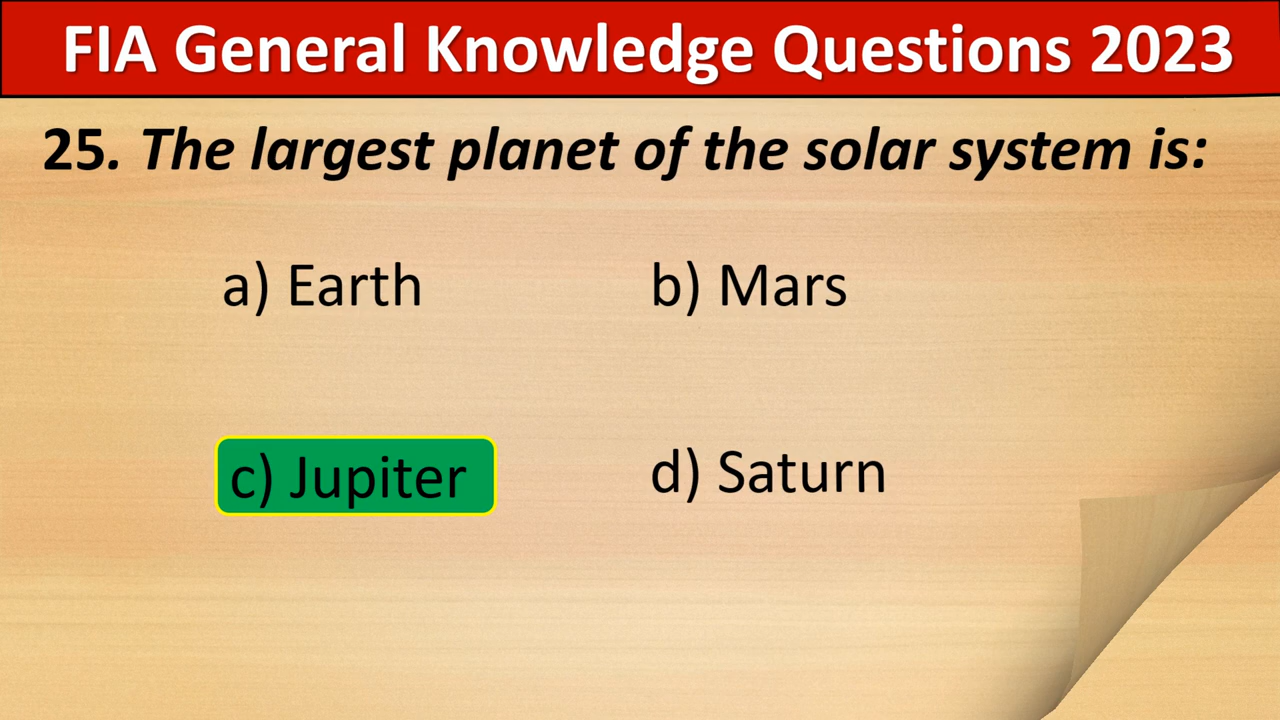 FIA General Knowledge Questions 2023
25. The largest planet of the solar system is:
a) Earth b) Mars
c) Jupiter d) Saturn